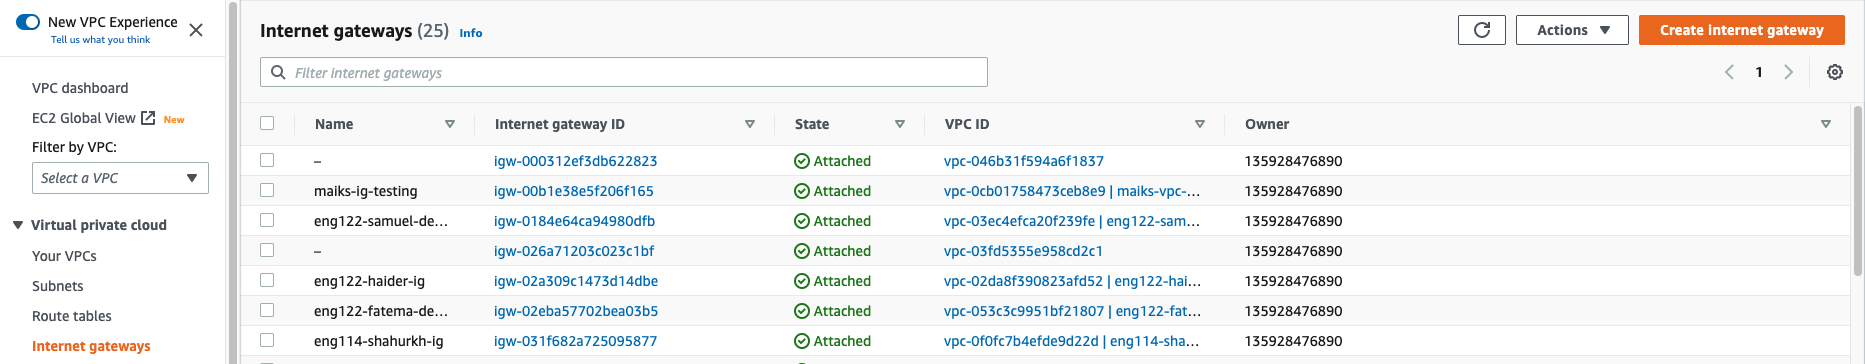 New VPC Experience
Tell us what you think
VPC dashboard
EC2 Global View New
Filter by VPC:
Select a VPC
Virtual private cloud
Your VPCs
Subnets
Route tables
Internet gateways
Internet gateways (25) Info
Actions
Create internet gateway
Filter internet gateways
1
Name Internet gateway ID State VPC ID Owner
– igw-000312ef3db622823 Attached vpc-046b31f594a6f1837 135928476890
maiks-ig-testing igw-00b1e38e5f206f165 Attached vpc-0cb01758473ceb8e9 | maiks-vpc-... 135928476890
eng122-samuel-de... igw-0184e64ca94980dfb Attached vpc-03ec4efca20f239fe | eng122-sam... 135928476890
– igw-026a71203c023c1bf Attached vpc-03fd5355e958cd2c1 135928476890
eng122-haider-ig igw-02a309c1473d14dbe Attached vpc-02da8f390823afd52 | eng122-hai... 135928476890
eng122-fatema-de... igw-02eba57702bea03b5 Attached vpc-053c3c9951bf21807 | eng122-fat... 135928476890
eng114-shahurkh-ig igw-031f682a725095877 Attached vpc-0f0fc7b4efde9d22d | eng114-sha... 135928476890